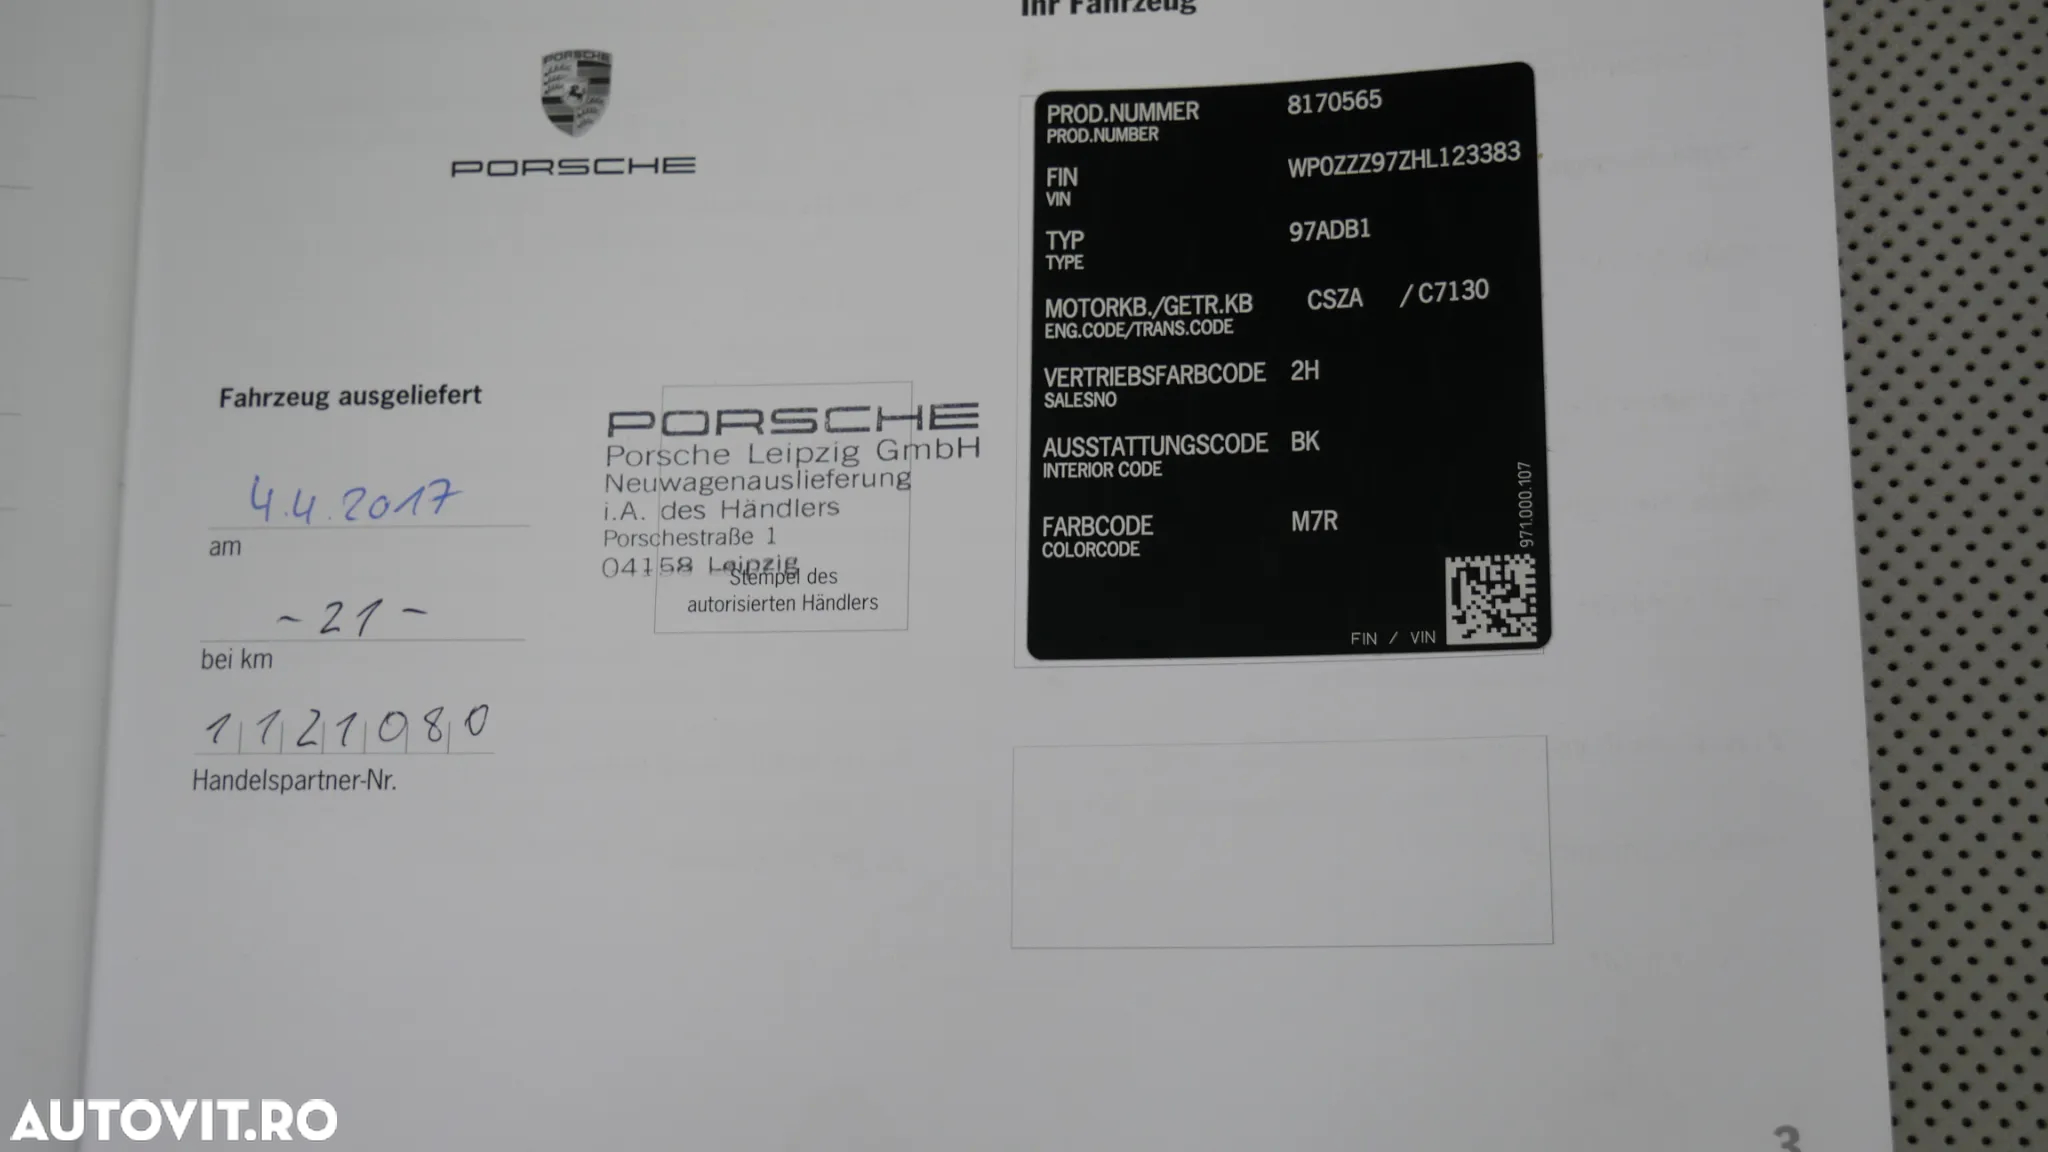 PORSCHE
PORSCHE
Fahrzeug ausgeliefert
4.4.2017
am
~21~
bei km
1121080
Handelspartner-Nr.
PORSCHE
Porsche Leipzig GmbH
Neuwagenauslieferung
i.A. des Händlers
Porschestraße 1
04158 Leipzig
Stempel des
autorisierten Händlers
Ihr Fahrzeug
PROD.NUMMER 8170565
PROD.NUMBER
FIN WP0ZZZ97ZHL123383
VIN
TYP 97ADB1
TYPE
MOTORKB./GETR.KB CSZA / C7130
ENG.CODE/TRANS.CODE
VERTRIEBSFARBCODE 2H
SALESNO
AUSSTATTUNGSCODE BK
INTERIOR CODE
FARBCODE M7R
COLORCODE
971.000.107
FIN / VIN
3
AUTOVIT.RO